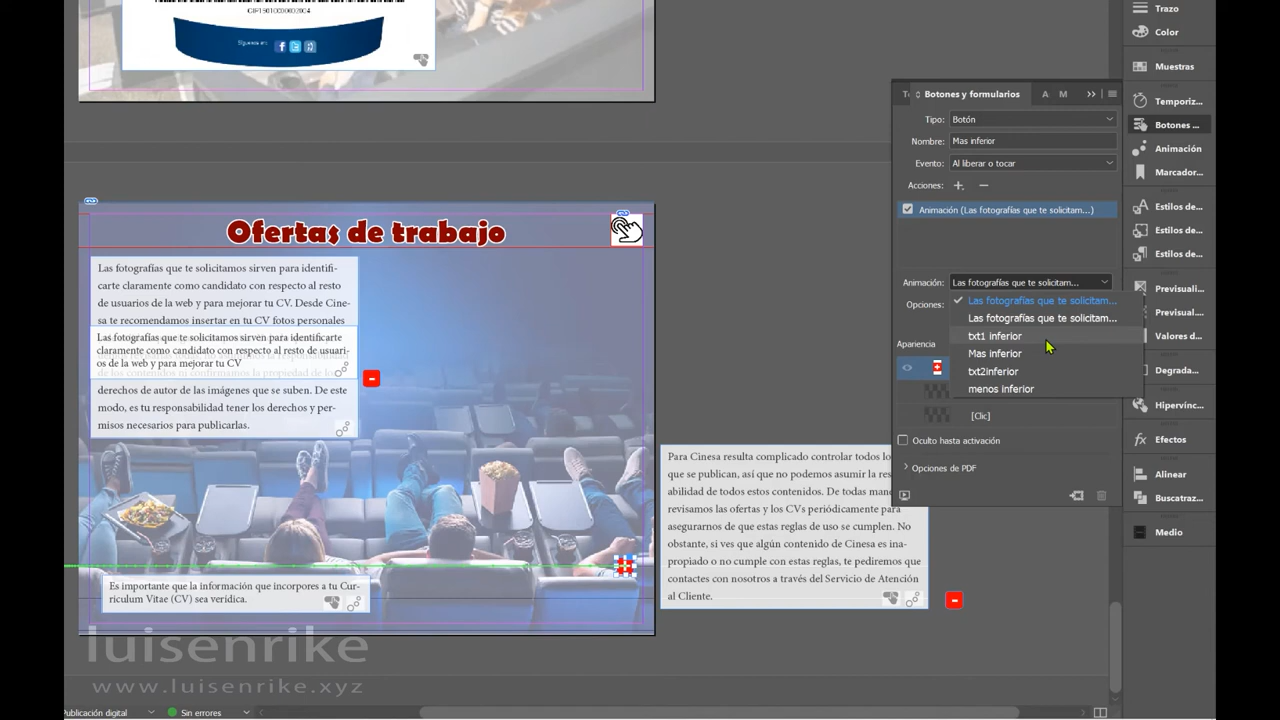 CIF1981C0000002C4
Síguenos en:
Ofertas de trabajo
Las fotografías que te solicitamos sirven para identifi-
carte claramente como candidato con respecto al resto
de usuarios de la web y para mejorar tu CV. Desde Cine-
sa te recomendamos insertar en tu CV fotos personales
Las fotografías que te solicitamos sirven para identificarte
claramente como candidato con respecto al resto de usuari-
os de la web y para mejorar tu CV
derechos de autor de las imágenes que se suben. De este
modo, es tu responsabilidad tener los derechos y per-
misos necesarios para publicarlas.
Es importante que la información que incorpores a tu Cur-
riculum Vitae (CV) sea verídica.
Para Cinesa resulta complicado controlar todos lo
que se publican, así que no podemos asumir la res
abilidad de todos estos contenidos. De todas mane
revisamos las ofertas y los CVs periódicamente para
asegurarnos de que estas reglas de uso se cumplen. No
obstante, si ves que algún contenido de Cinesa es ina-
propiado o no cumple con estas reglas, te pediremos que
contactes con nosotros a través del Servicio de Atención
al Cliente.
luisenrike
www.luisenrike.xyz
Publicación digital
Sin errores
Botones y formularios
A
M
Tipo:
Botón
Nombre:
Mas inferior
Evento:
Al liberar o tocar
Acciones:
Animación (Las fotografías que te solicitam...)
Animación:
Las fotografías que te solicitam...
Opciones:
Las fotografías que te solicitam...
Las fotografías que te solicitam...
txt1 inferior
Mas inferior
txt2inferior
menos inferior
Apariencia
[Clic]
Oculto hasta activación
Opciones de PDF
Trazo
Color
Muestras
Temporiz...
Botones ...
Animación
Marcador...
Estilos de...
Estilos de...
Estilos de...
Previsuali...
Previsual....
Valores d...
Degrada...
Hipervínc...
Efectos
Alinear
Buscatraz...
Medio